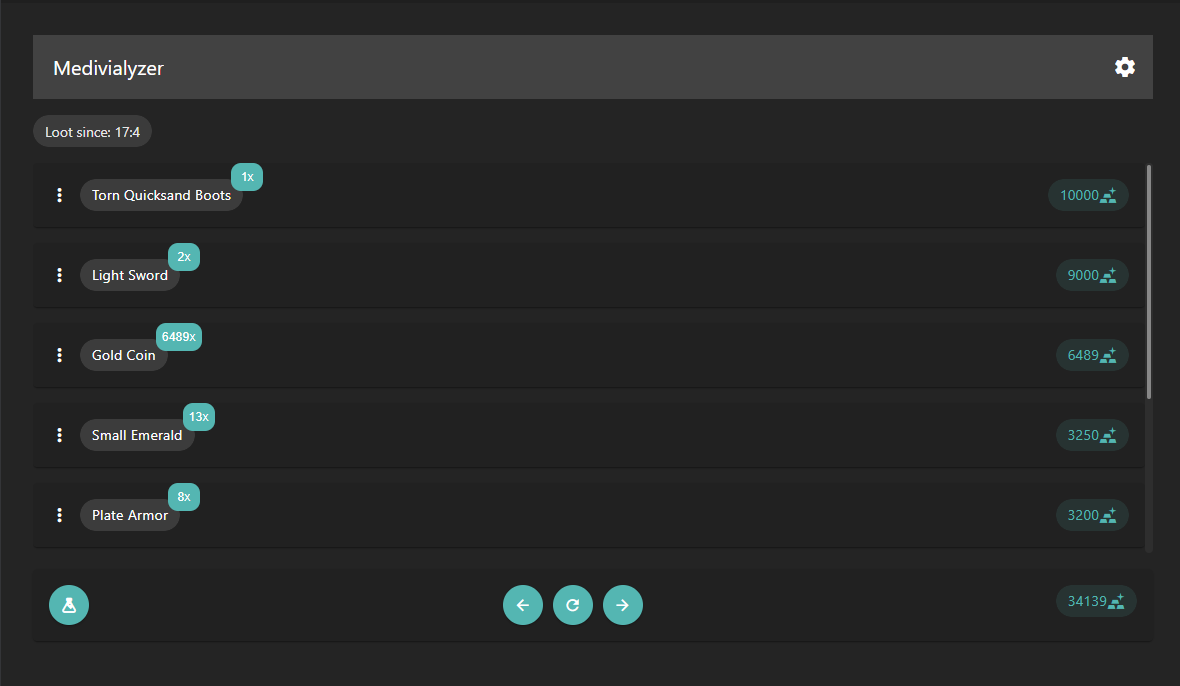 Medivialyzer
Loot since: 17:4
1x
Torn Quicksand Boots
10000
2x
Light Sword
9000
6489x
Gold Coin
6489
13x
Small Emerald
3250
8x
Plate Armor
3200
34139